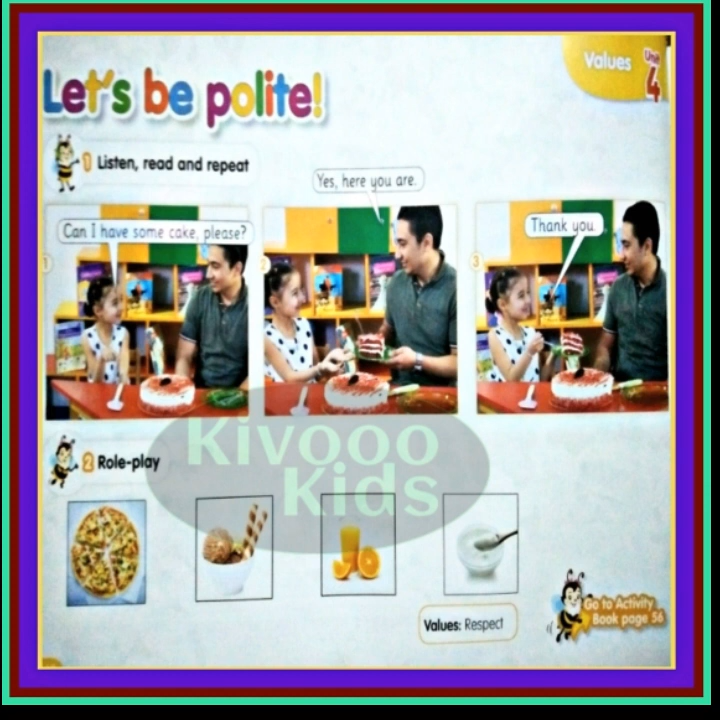 Values Unit 4
Let's be polite!
1 Listen, read and repeat
Yes, here you are.
Can I have some cake, please?
Thank you.
1
2
3
Kivooo
Kids
2 Role-play
Values: Respect
Go to Activity
Book page 56